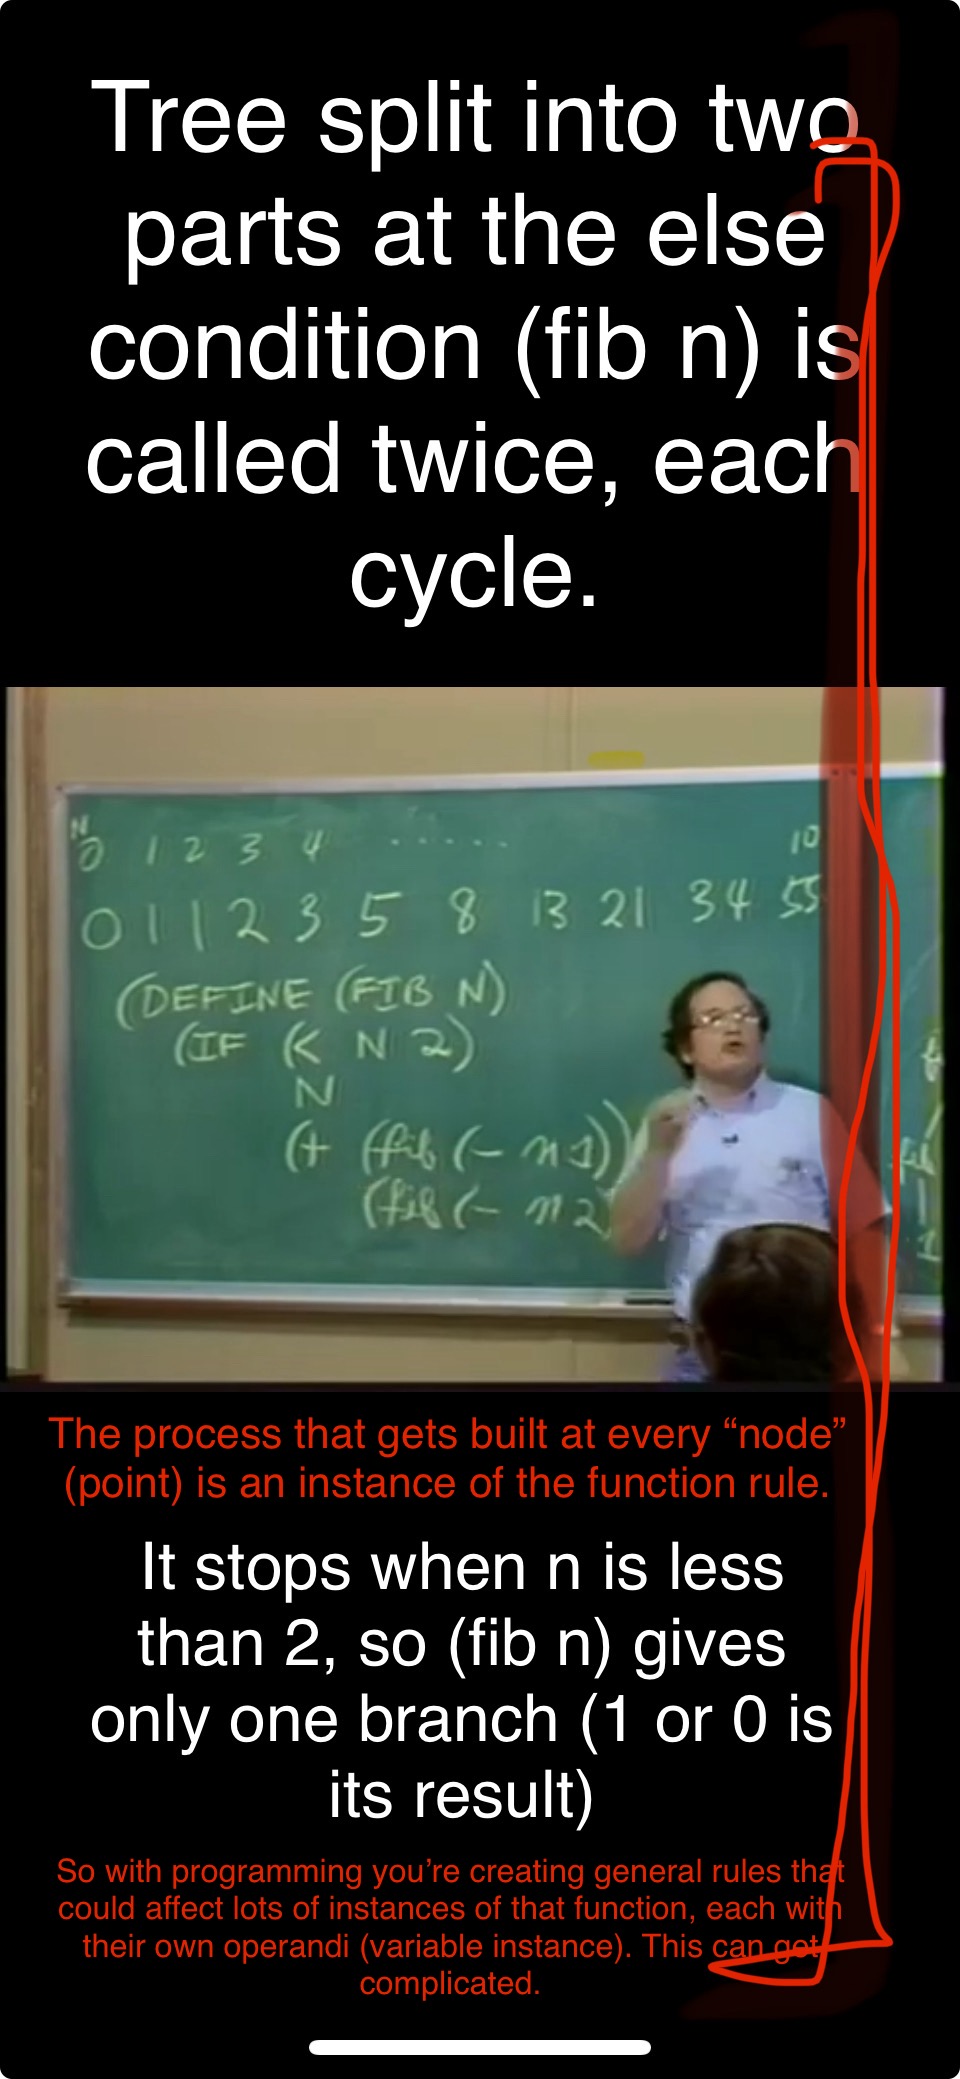 Tree split into two
parts at the else
condition (fib n) is
called twice, each
cycle.
N
0 1 2 3 4 ..... 10
0 1 1 2 3 5 8 13 21 34 55
(DEFINE (FIB N)
(IF (< N 2)
N
(+ (fib (- n 1))
(fib (- n 2)
The process that gets built at every “node”
(point) is an instance of the function rule.
It stops when n is less
than 2, so (fib n) gives
only one branch (1 or 0 is
its result)
So with programming you’re creating general rules that
could affect lots of instances of that function, each with
their own operandi (variable instance). This can get
complicated.